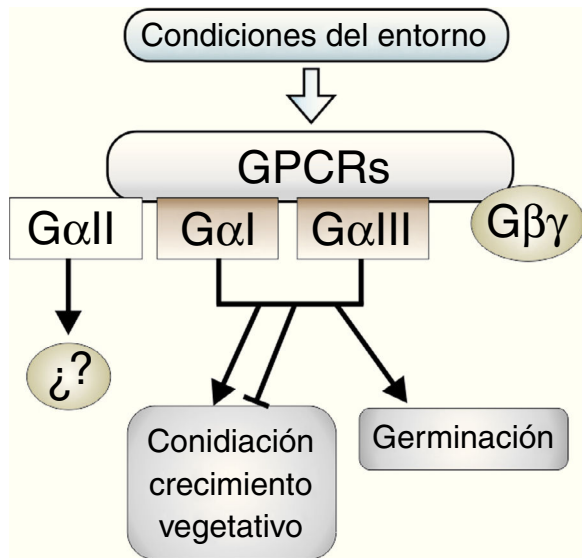 Condiciones del entorno
GPCRs
GαII
GαI
GαIII
Gβγ
¿?
Conidiación
crecimiento
vegetativo
Germinación